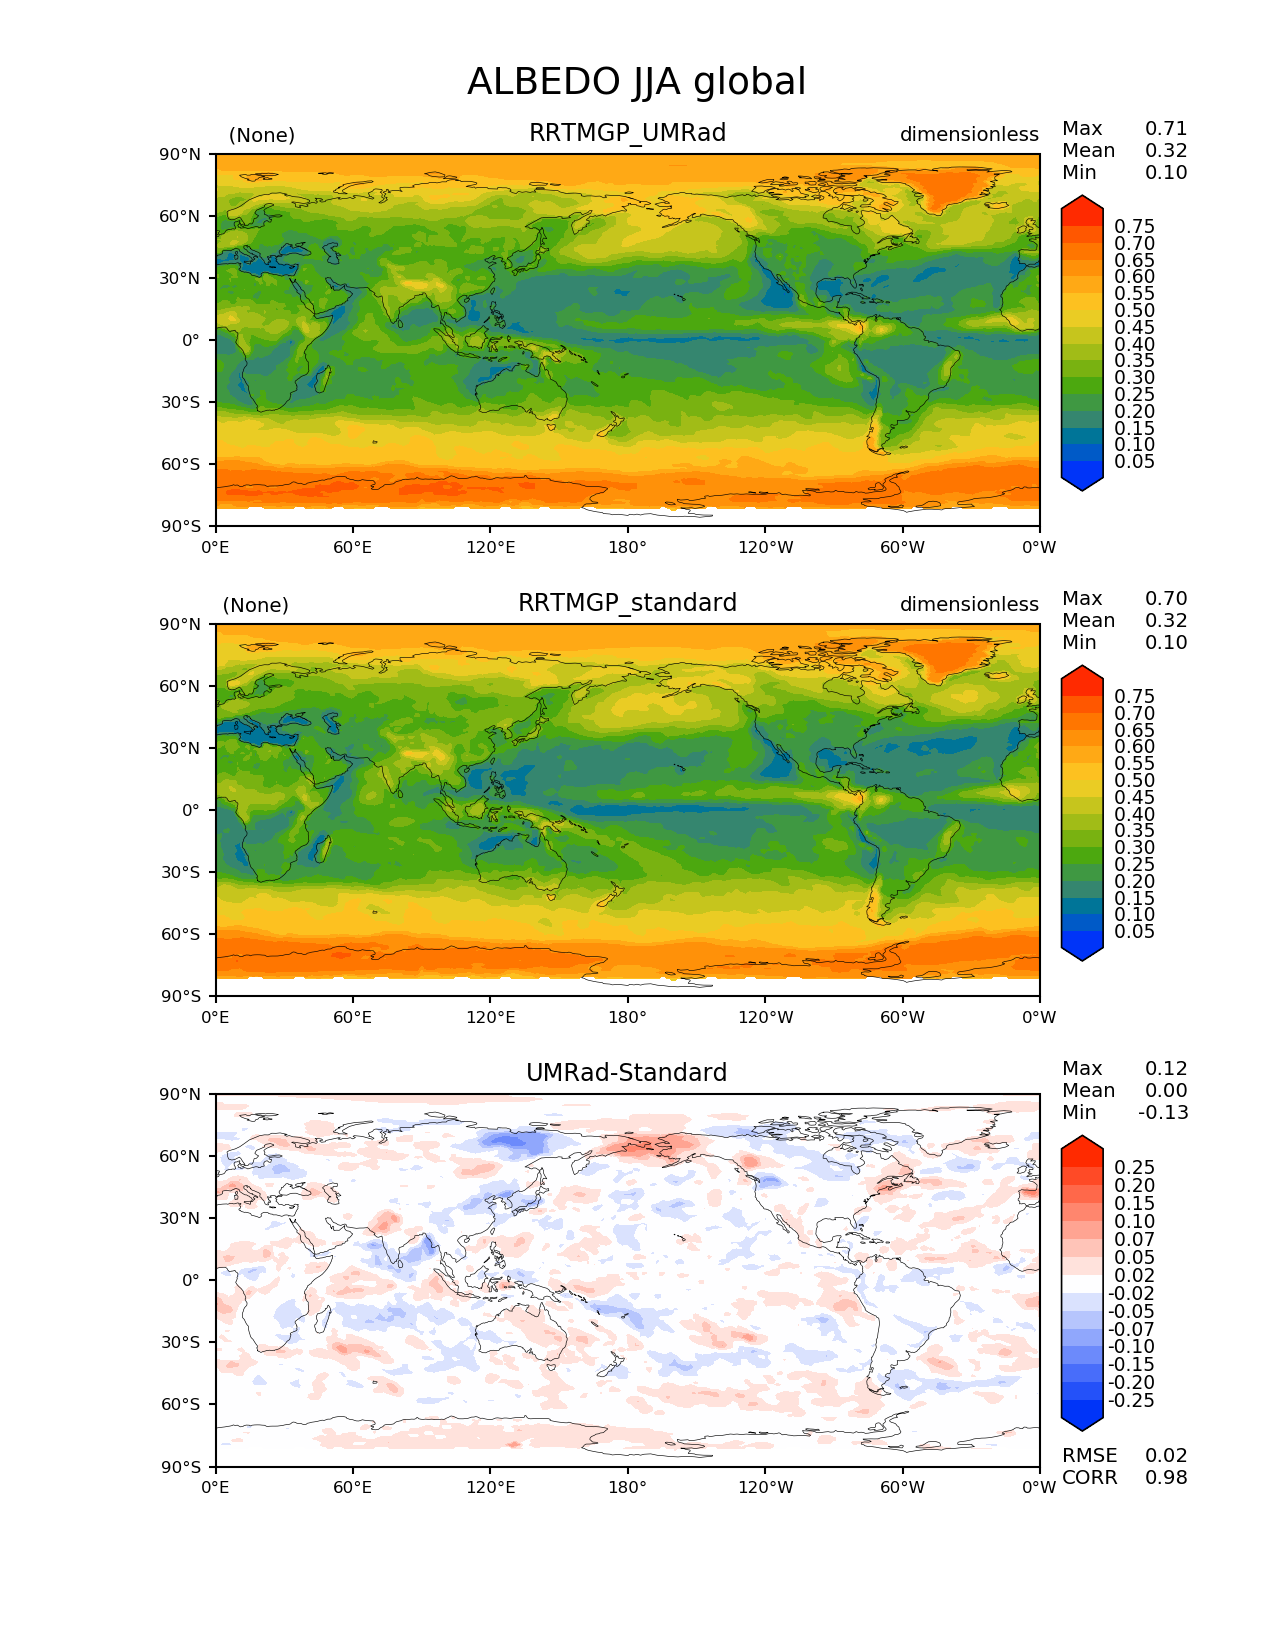 ALBEDO JJA global
(None) RRTMGP_UMRad dimensionless
Max 0.71
Mean 0.32
Min 0.10
90°N
60°N
30°N
0°
30°S
60°S
90°S
0°E 60°E 120°E 180° 120°W 60°W 0°W
0.75
0.70
0.65
0.60
0.55
0.50
0.45
0.40
0.35
0.30
0.25
0.20
0.15
0.10
0.05
(None) RRTMGP_standard dimensionless
Max 0.70
Mean 0.32
Min 0.10
90°N
60°N
30°N
0°
30°S
60°S
90°S
0°E 60°E 120°E 180° 120°W 60°W 0°W
0.75
0.70
0.65
0.60
0.55
0.50
0.45
0.40
0.35
0.30
0.25
0.20
0.15
0.10
0.05
UMRad-Standard
Max 0.12
Mean 0.00
Min -0.13
90°N
60°N
30°N
0°
30°S
60°S
90°S
0°E 60°E 120°E 180° 120°W 60°W 0°W
0.25
0.20
0.15
0.10
0.07
0.05
0.02
-0.02
-0.05
-0.07
-0.10
-0.15
-0.20
-0.25
RMSE 0.02
CORR 0.98